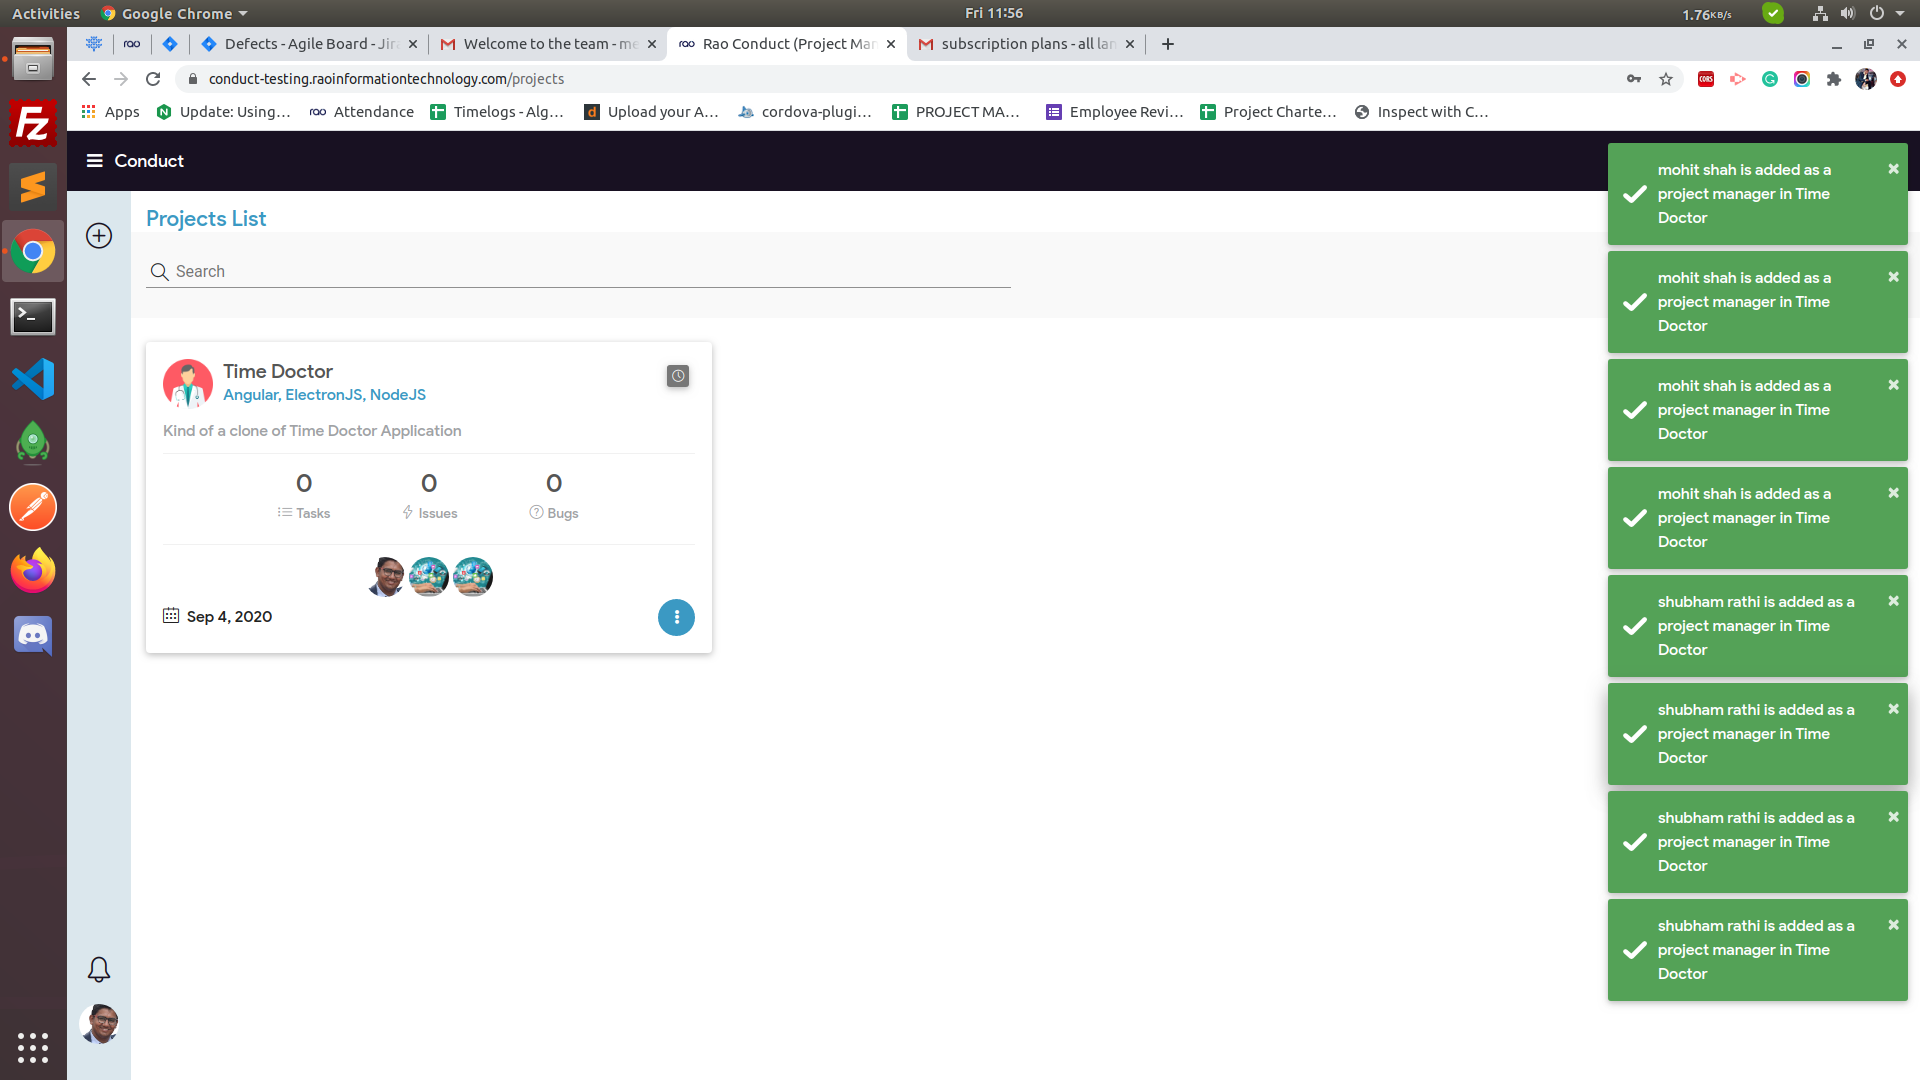 Activities
Google Chrome
Fri 11:56
1.76KB/s
Defects - Agile Board - Jir
Welcome to the team - me
Rao Conduct (Project Man
subscription plans - all lan
conduct-testing.raoinformationtechnology.com/projects
Apps
Update: Using...
Attendance
Timelogs - Alg...
Upload your A...
cordova-plugi...
PROJECT MA...
Employee Revi...
Project Charte...
Inspect with C...
Conduct
Projects List
Search
Time Doctor
Angular, ElectronJS, NodeJS
Kind of a clone of Time Doctor Application
0 0 0
Tasks Issues Bugs
Sep 4, 2020
mohit shah is added as a
project manager in Time
Doctor
mohit shah is added as a
project manager in Time
Doctor
mohit shah is added as a
project manager in Time
Doctor
mohit shah is added as a
project manager in Time
Doctor
shubham rathi is added as a
project manager in Time
Doctor
shubham rathi is added as a
project manager in Time
Doctor
shubham rathi is added as a
project manager in Time
Doctor
shubham rathi is added as a
project manager in Time
Doctor